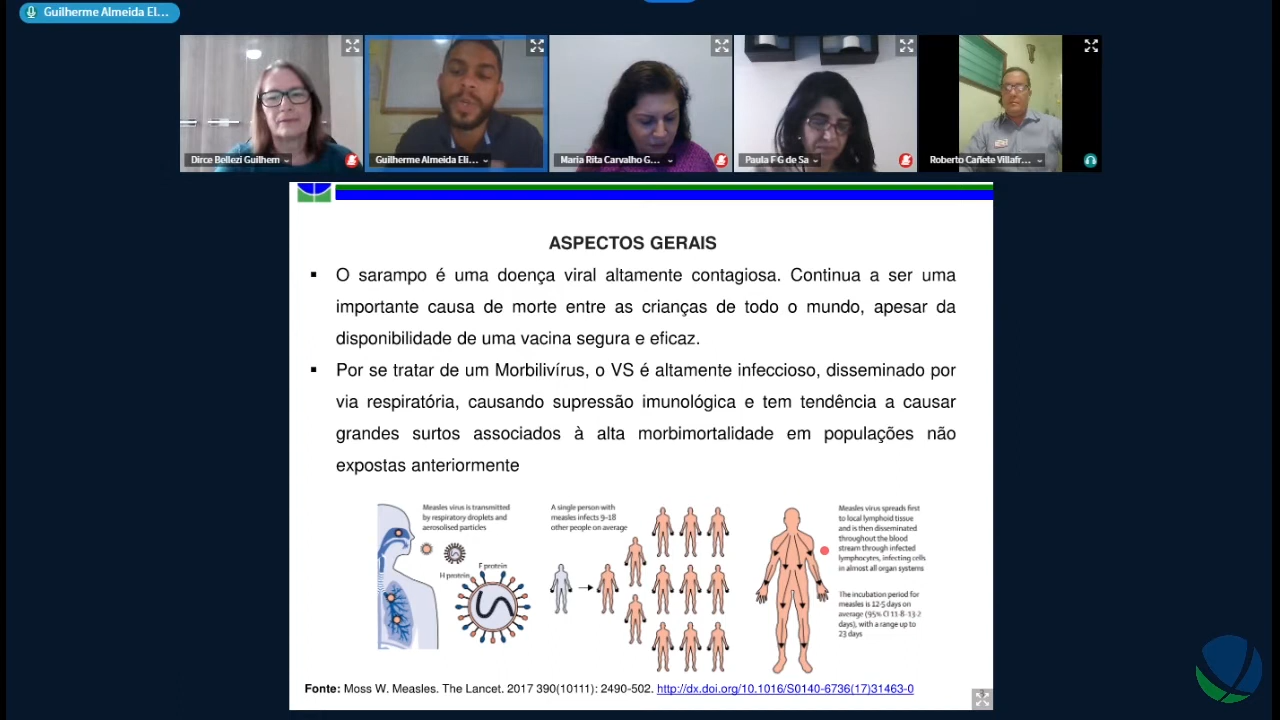 Guilherme Almeida El...
Dirce Bellezi Guilhem
Guilherme Almeida Eli...
Maria Rita Carvalho G...
Paula F G de Sa
Roberto Cañete Villafr...
ASPECTOS GERAIS
O sarampo é uma doença viral altamente contagiosa. Continua a ser uma
importante causa de morte entre as crianças de todo o mundo, apesar da
disponibilidade de uma vacina segura e eficaz.
Por se tratar de um Morbilivírus, o VS é altamente infeccioso, disseminado por
via respiratória, causando supressão imunológica e tem tendência a causar
grandes surtos associados à alta morbimortalidade em populações não
expostas anteriormente
Measles virus is transmitted
by respiratory droplets and
aerosolised particles
H protein
F protein
A single person with
measles infects 9–18
other people on average
Measles virus spreads first
to local lymphoid tissue
and is then disseminated
throughout the blood
stream through infected
lymphocytes, infecting cells
in almost all organ systems
The incubation period for
measles is 12·5 days on
average (95% CI 11·8–13·2
days), with a range up to
23 days
Fonte: Moss W. Measles. The Lancet. 2017 390(10111): 2490-502. http://dx.doi.org/10.1016/S0140-6736(17)31463-0